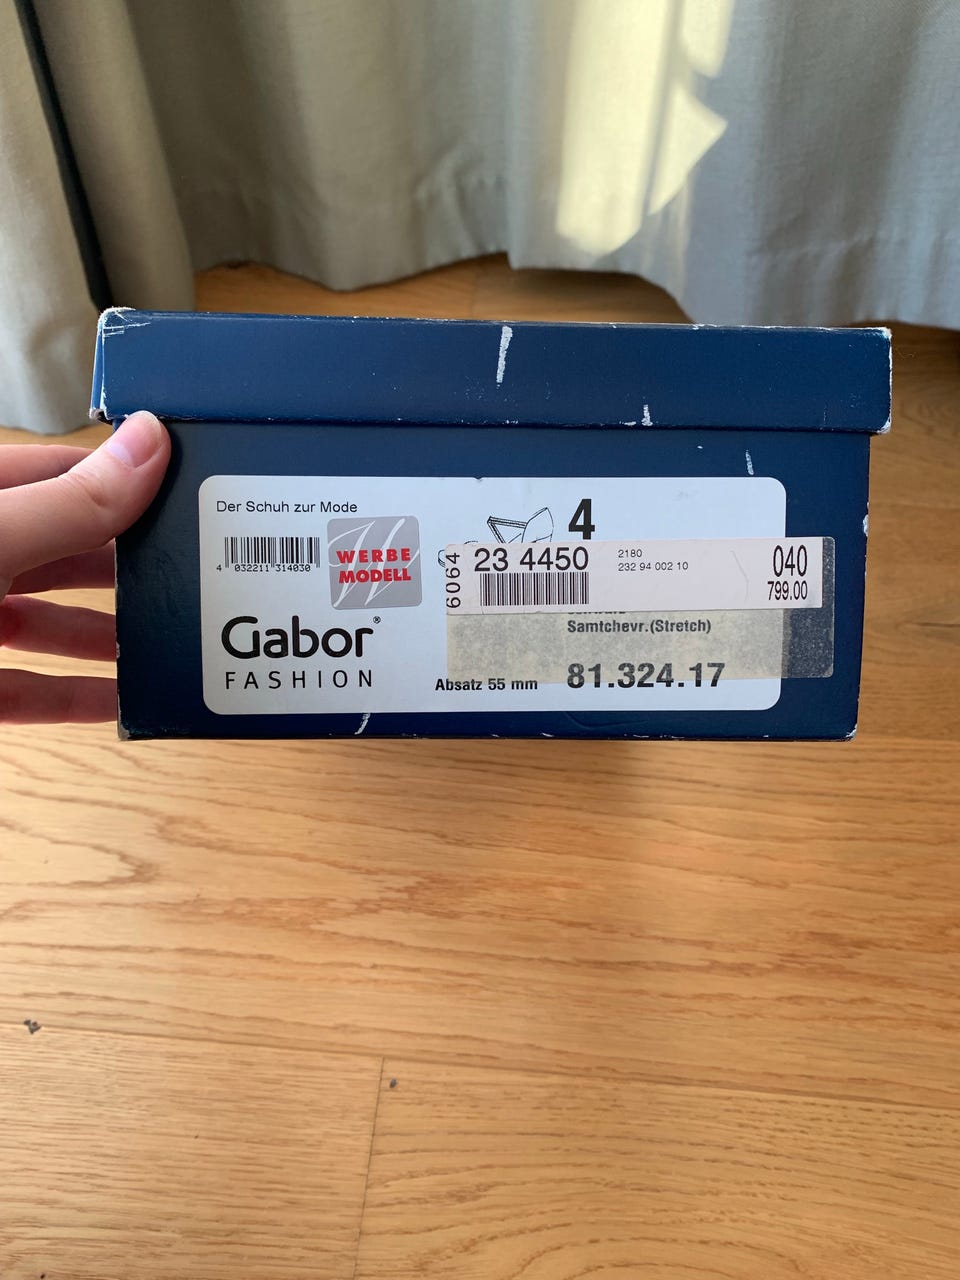 Der Schuh zur Mode
4 032211 314030
WERBE
MODELL
Gabor®
FASHION
4
6064
23 4450
2180
232 94 002 10
040
799.00
Samtchevr.(Stretch)
Absatz 55 mm
81.324.17